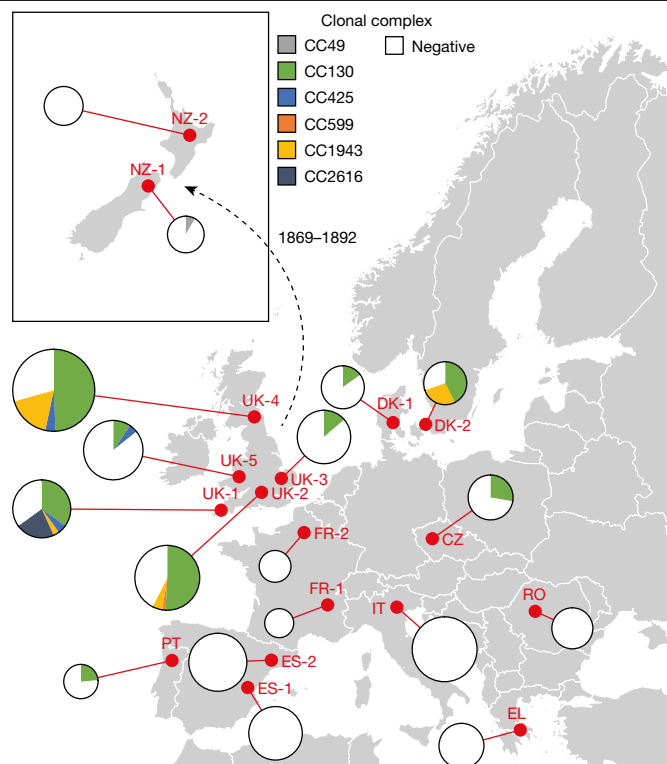 Clonal complex
CC49
Negative
CC130
CC425
CC599
CC1943
CC2616
NZ-2
NZ-1
1869–1892
UK-4
DK-1
DK-2
UK-5
UK-3
UK-1
UK-2
FR-2
CZ
FR-1
IT
RO
PT
ES-2
ES-1
EL